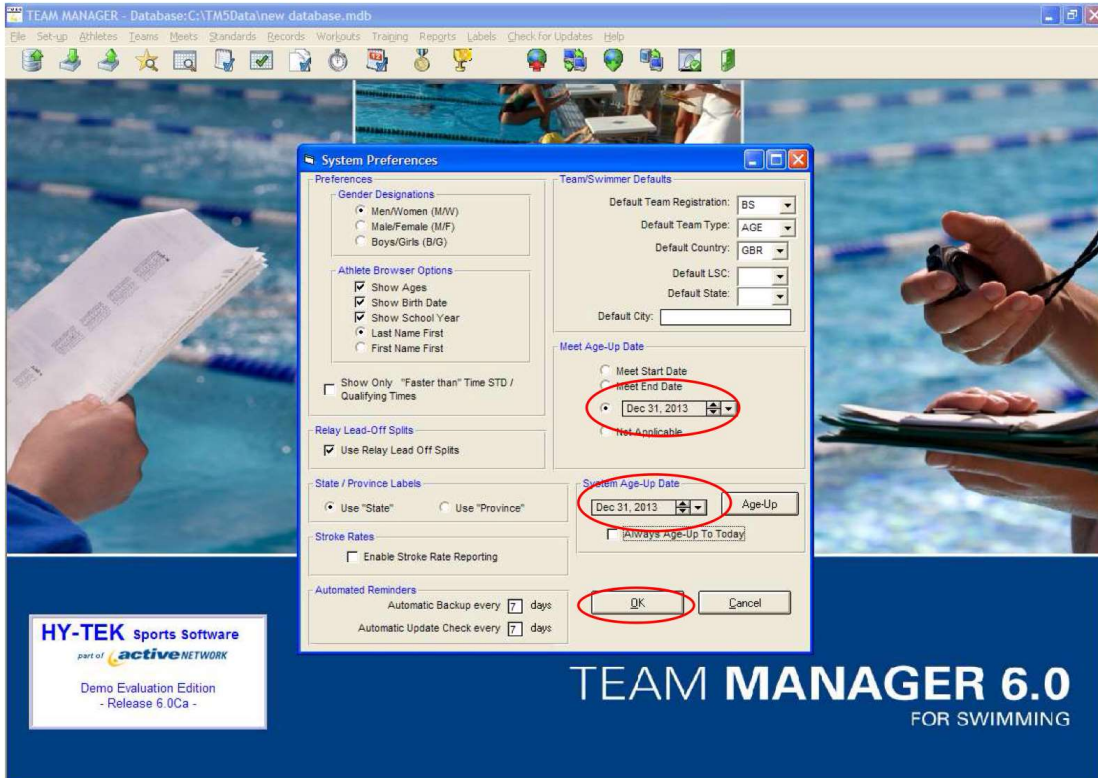 TEAM MANAGER - Database:C:\TM5Data\new database.mdb
File Set-up Athletes Teams Meets Standards Records Workouts Training Reports Labels Check for Updates Help
System Preferences
Preferences
Gender Designations
Men/Women (M/W)
Male/Female (M/F)
Boys/Girls (B/G)
Athlete Browser Options
Show Ages
Show Birth Date
Show School Year
Last Name First
First Name First
Show Only "Faster than" Time STD /
Qualifying Times
Relay Lead-Off Splits
Use Relay Lead Off Splits
State / Province Labels
Use "State" Use "Province"
Stroke Rates
Enable Stroke Rate Reporting
Automated Reminders
Automatic Backup every 7 days
Automatic Update Check every 7 days
Team/Swimmer Defaults
Default Team Registration: BS
Default Team Type: AGE
Default Country: GBR
Default LSC:
Default State:
Default City:
Meet Age-Up Date
Meet Start Date
Meet End Date
Dec 31, 2013
Not Applicable
System Age-Up Date
Dec 31, 2013 Age-Up
Always Age-Up To Today
OK Cancel
HY-TEK Sports Software
part of active NETWORK
Demo Evaluation Edition
- Release 6.0Ca -
TEAM MANAGER 6.0
FOR SWIMMING